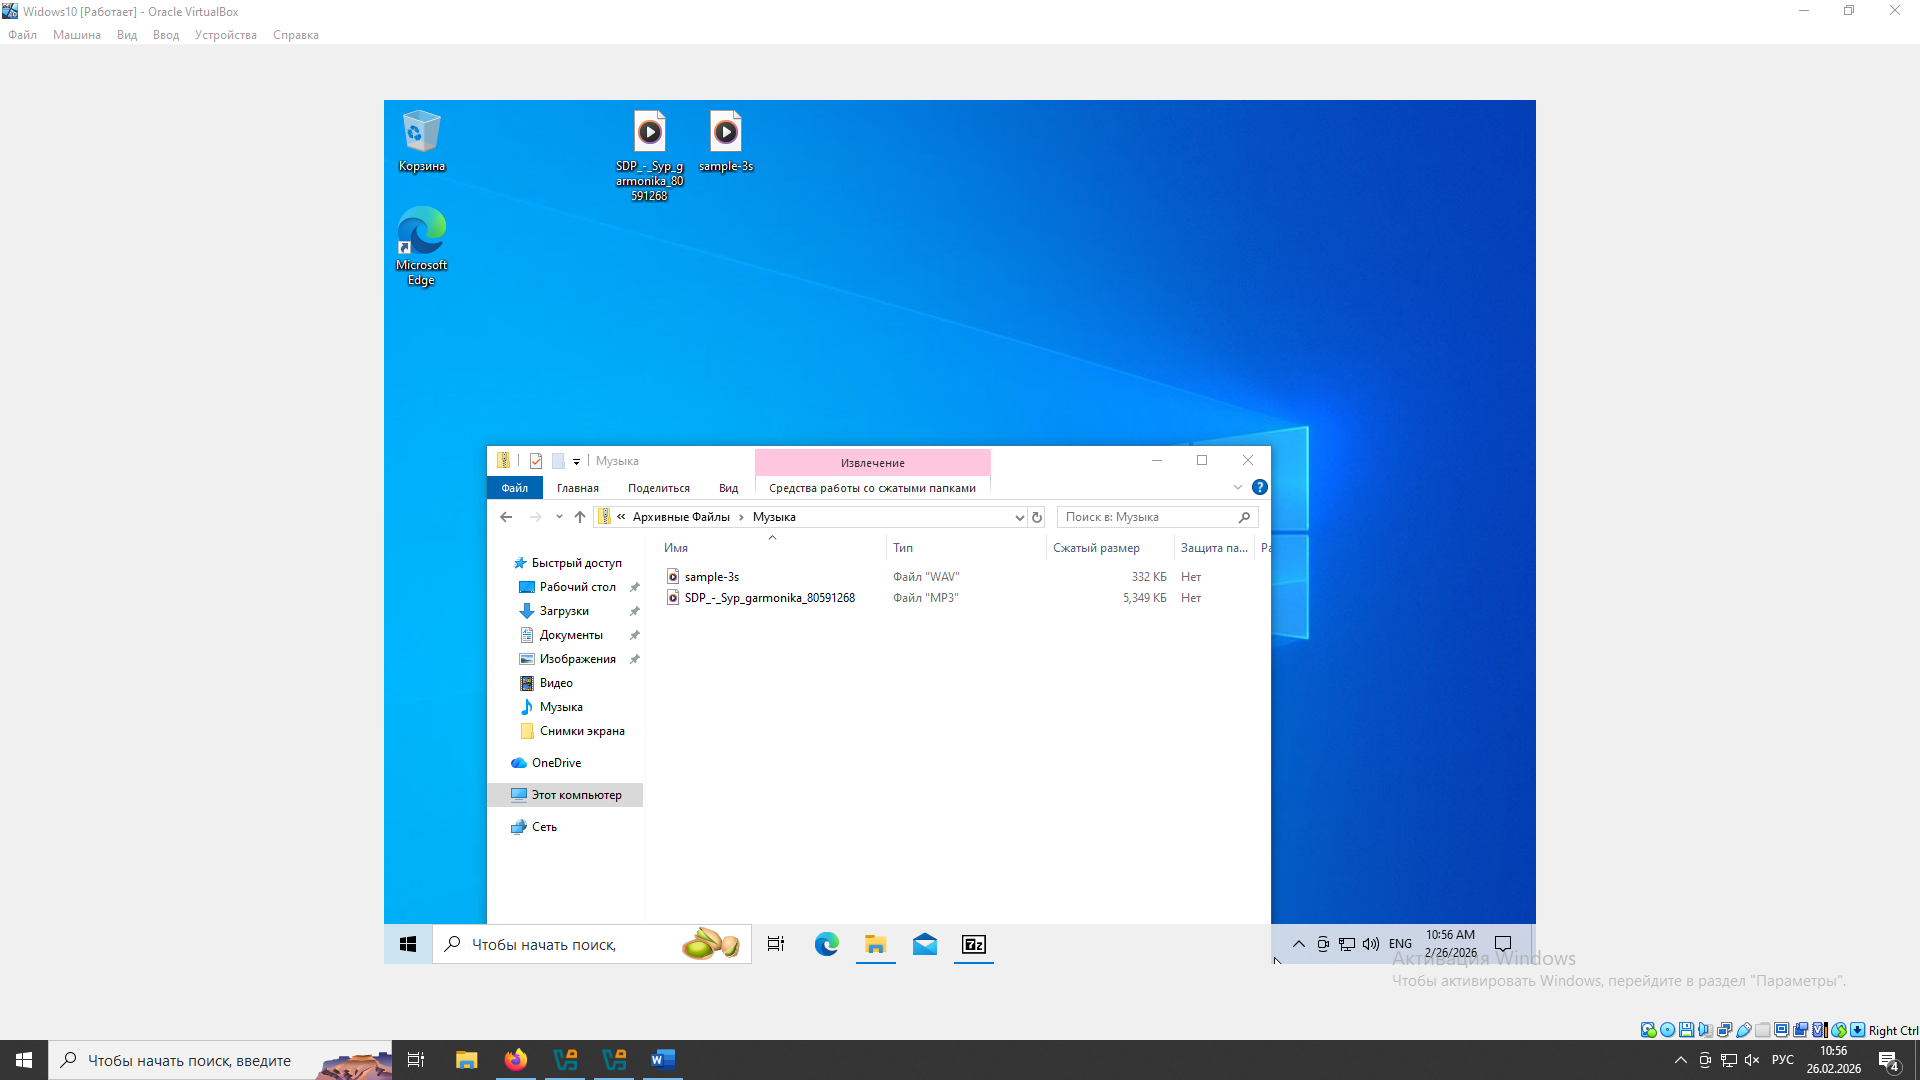 Widows10 [Работает] - Oracle VirtualBox
Файл Машина Вид Ввод Устройства Справка
Корзина
SDP_-_Syp_g
armonika_80
591268
sample-3s
Microsoft
Edge
Музыка
Извлечение
Файл Главная Поделиться Вид Средства работы со сжатыми папками
« Архивные Файлы › Музыка
Поиск в: Музыка
Имя Тип Сжатый размер Защита па... Ра
sample-3s Файл "WAV" 332 КБ Нет
SDP_-_Syp_garmonika_80591268 Файл "MP3" 5,349 КБ Нет
Быстрый доступ
Рабочий стол
Загрузки
Документы
Изображения
Видео
Музыка
Снимки экрана
OneDrive
Этот компьютер
Сеть
Чтобы начать поиск,
7z
ENG
10:56 AM
2/26/2026
Активация Windows
Чтобы активировать Windows, перейдите в раздел "Параметры".
Right Ctrl
Чтобы начать поиск, введите
РУС
10:56
26.02.2026
4